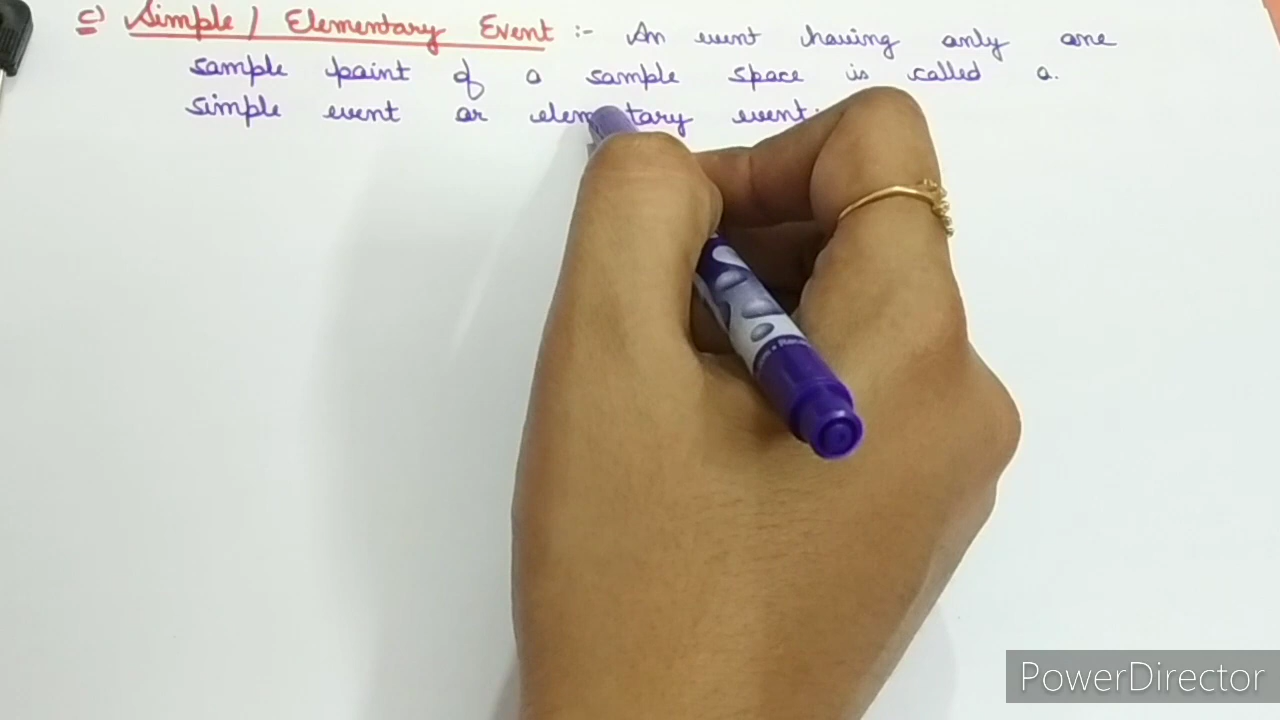 c) Simple / Elementary Event :- An event having only one
sample point of a sample space is called a.
simple event or elementary event.
PowerDirector